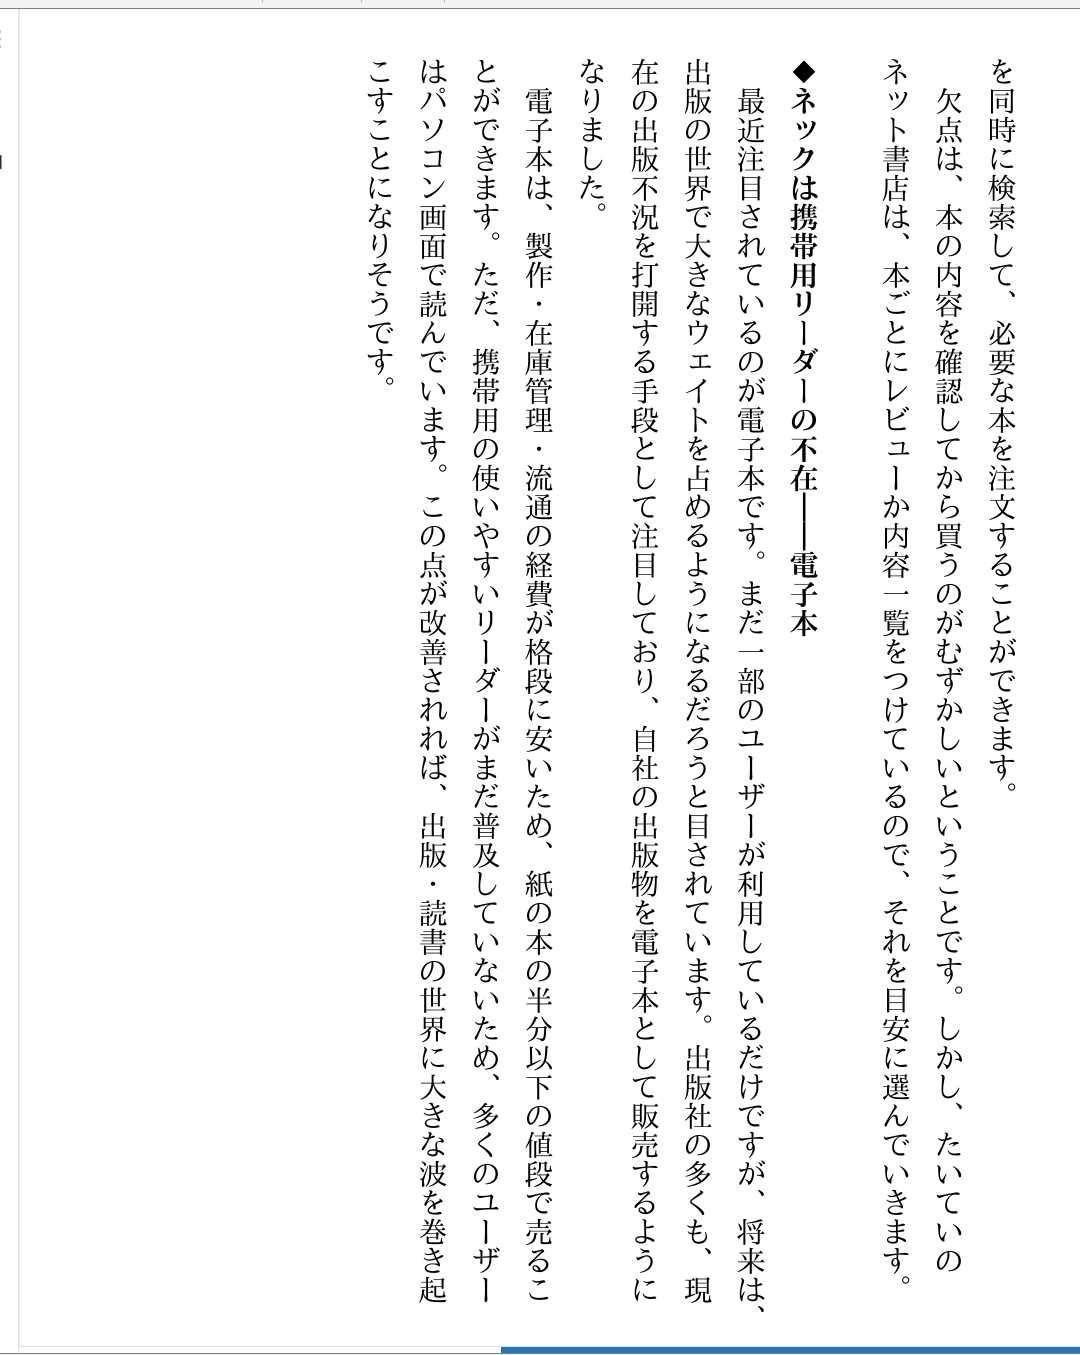 を同時に検索して、必要な本を注文することができます。
　欠点は、本の内容を確認してから買うのがむずかしいということです。しかし、たいていの
ネット書店は、本ごとにレビューか内容一覧をつけているので、それを目安に選んでいきます。
◆ネックは携帯用リーダーの不在――電子本
　最近注目されているのが電子本です。まだ一部のユーザーが利用しているだけですが、将来は、
出版の世界で大きなウェイトを占めるようになるだろうと目されています。出版社の多くも、現
在の出版不況を打開する手段として注目しており、自社の出版物を電子本として販売するように
なりました。
　電子本は、製作・在庫管理・流通の経費が格段に安いため、紙の本の半分以下の値段で売るこ
とができます。ただ、携帯用の使いやすいリーダーがまだ普及していないため、多くのユーザー
はパソコン画面で読んでいます。この点が改善されれば、出版・読書の世界に大きな波を巻き起
こすことになりそうです。